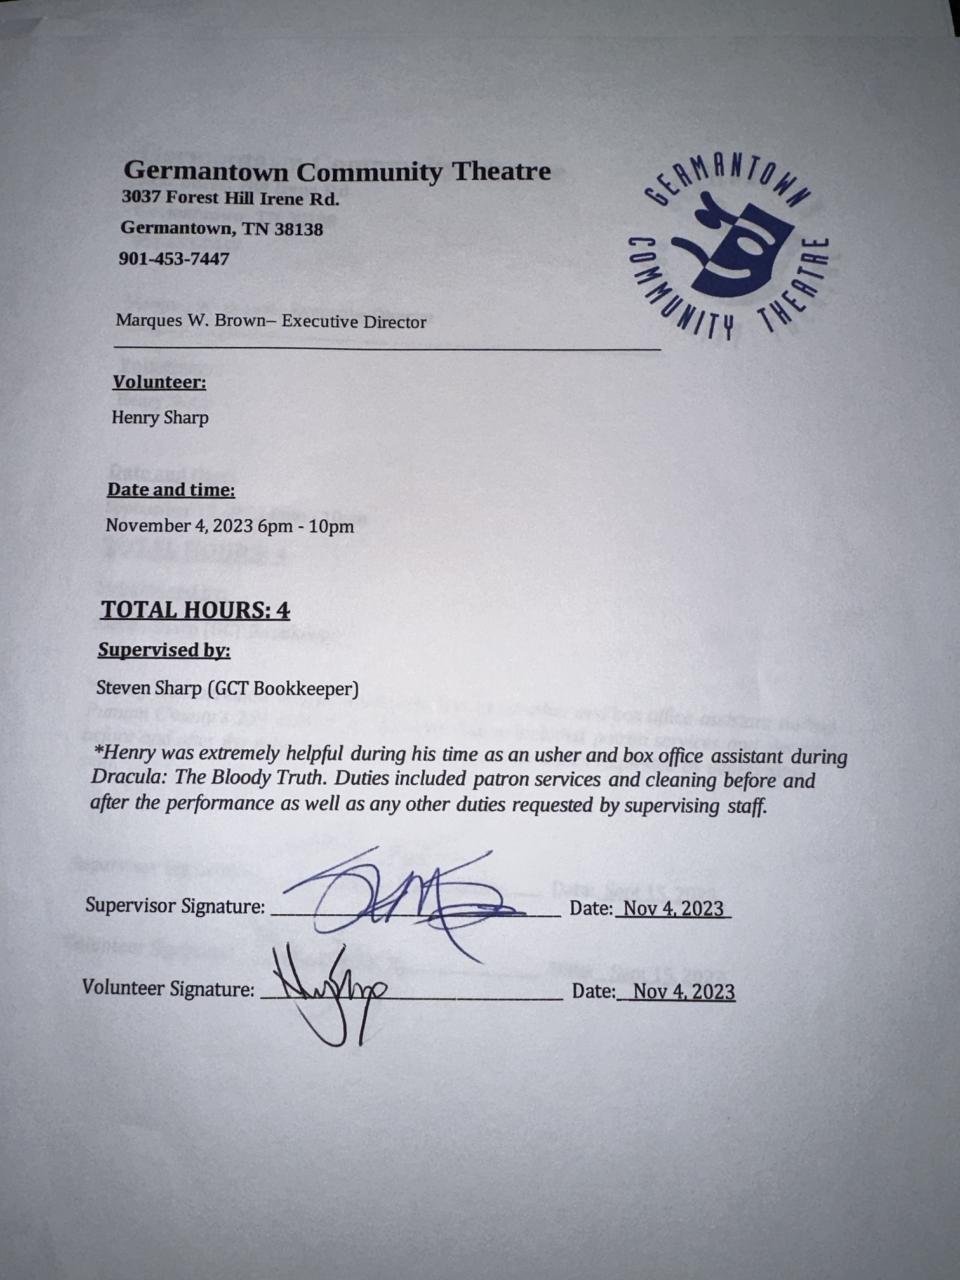 Germantown Community Theatre
3037 Forest Hill Irene Rd.
Germantown, TN 38138
901-453-7447
GERMANTOWN COMMUNITY THEATRE
Marques W. Brown– Executive Director
Volunteer:
Henry Sharp
Date and time:
November 4, 2023 6pm - 10pm
TOTAL HOURS: 4
Supervised by:
Steven Sharp (GCT Bookkeeper)
*Henry was extremely helpful during his time as an usher and box office assistant during
Dracula: The Bloody Truth. Duties included patron services and cleaning before and
after the performance as well as any other duties requested by supervising staff.
Supervisor Signature: Date: Nov 4, 2023
Volunteer Signature: Date: Nov 4, 2023